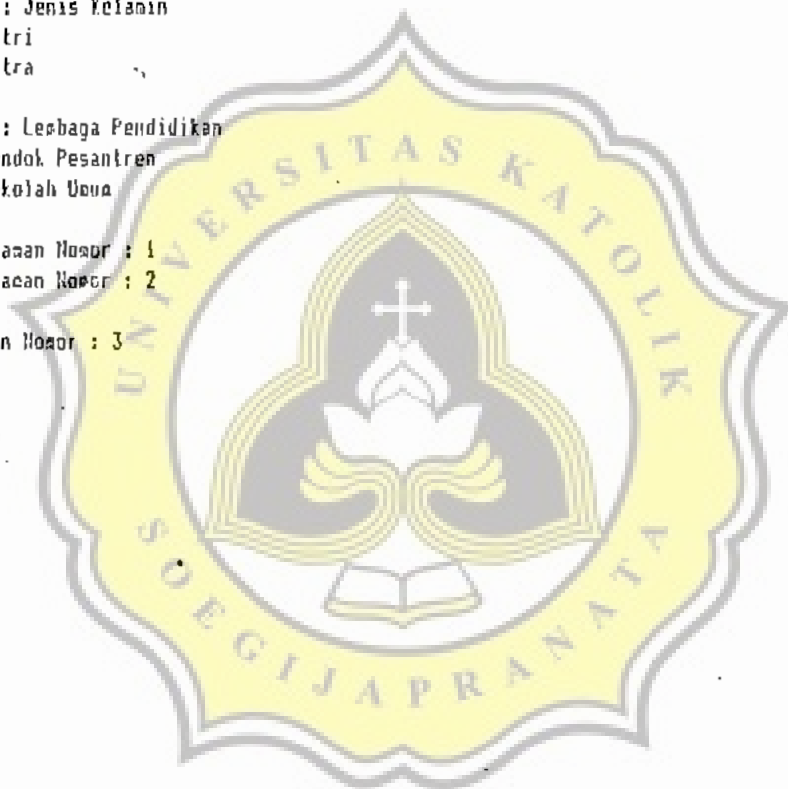 : Jenis Kelamin
tri
tra
: Lembaga Pendidikan
ndok Pesantren
kolah Umum
aman Nomor : 1
aman Nomor : 2
n Nomor : 3
UNIVERSITAS KATOLIK
SOEGIJAPRANATA